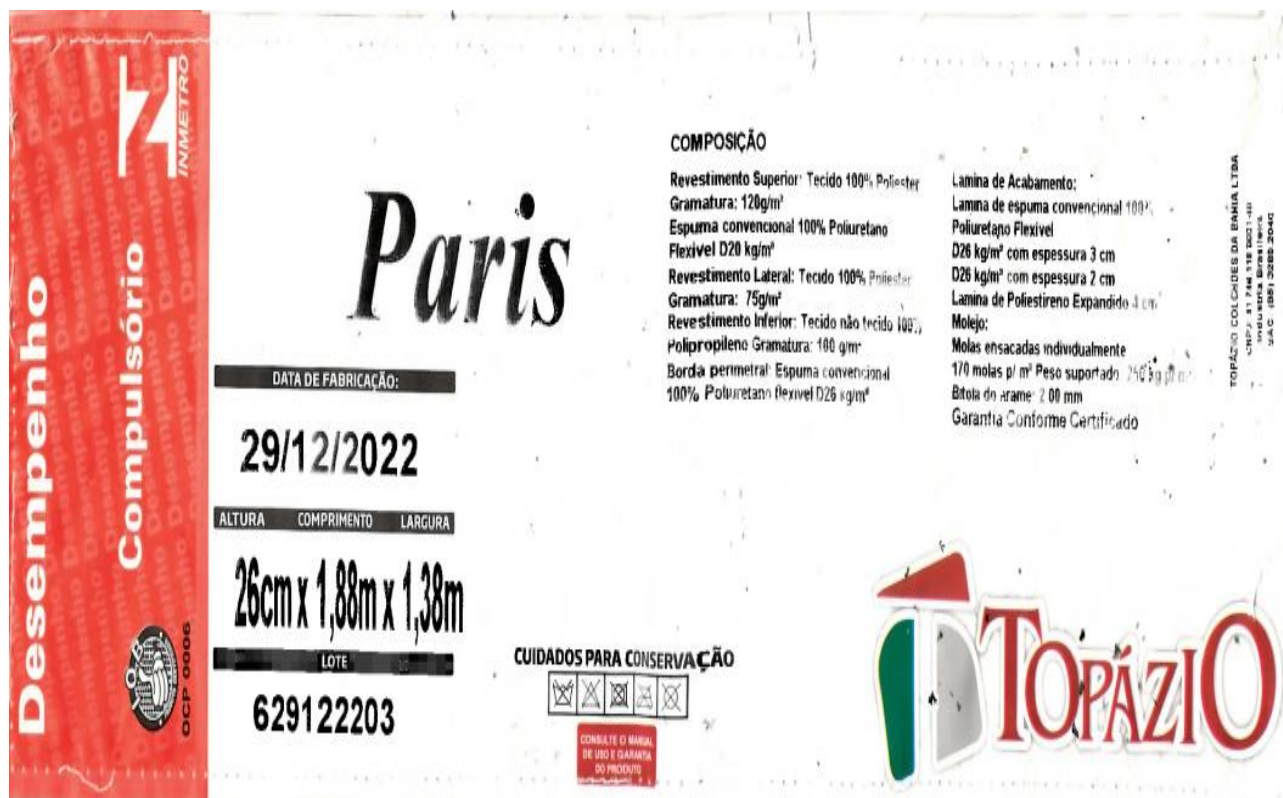 Desempenho
Compulsório
INMETRO
IQB
OCP 0006
Paris
DATA DE FABRICAÇÃO:
29/12/2022
ALTURA COMPRIMENTO LARGURA
26cm x 1,88m x 1,38m
LOTE
629122203
CUIDADOS PARA CONSERVAÇÃO
CONSULTE O MANUAL
DE USO E GARANTIA
DO PRODUTO
COMPOSIÇÃO
Revestimento Superior: Tecido 100% Poliester
Gramatura: 120g/m²
Espuma convencional 100% Poliuretano
Flexivel D20 kg/m³
Revestimento Lateral: Tecido 100% Poliester
Gramatura: 75g/m²
Revestimento Inferior: Tecido não tecido 100%
Polipropileno Gramatura: 100 g/m²
Borda perimetral: Espuma convencional
100% Poliuretano flexivel D26 kg/m³
Lamina de Acabamento:
Lamina de espuma convencional 100%
Poliuretano Flexivel
D26 kg/m³ com espessura 3 cm
D26 kg/m³ com espessura 2 cm
Lamina de Poliestireno Expandido 4 cm
Molejo:
Molas ensacadas individualmente
170 molas p/ m² Peso suportado
Bitola do arame: 2.00 mm
Garantia Conforme Certificado
TOPÁZIO COLCHÕES DA BAHIA LTDA
Industria Brasileira
TOPÁZIO